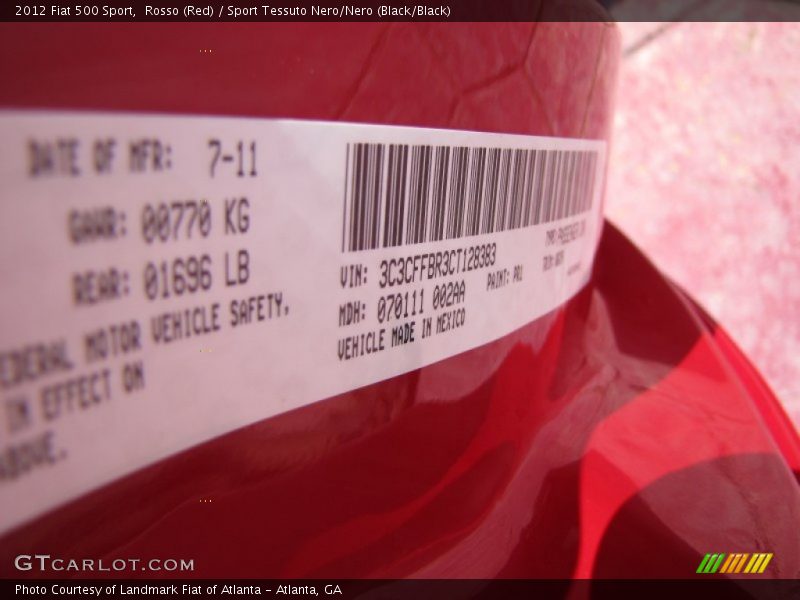 2012 Fiat 500 Sport,  Rosso (Red) / Sport Tessuto Nero/Nero (Black/Black)
DATE OF MFR: 7-11
GAWR: 00770 KG
REAR: 01696 LB
EDERAL MOTOR VEHICLE SAFETY,
IN EFFECT ON
ABOVE.
VIN: 3C3CFFBR3CT128383
MDH: 070111 002AA
PAINT: PR1
VEHICLE MADE IN MEXICO
GTCARLOT.COM
Photo Courtesy of Landmark Fiat of Atlanta - Atlanta, GA